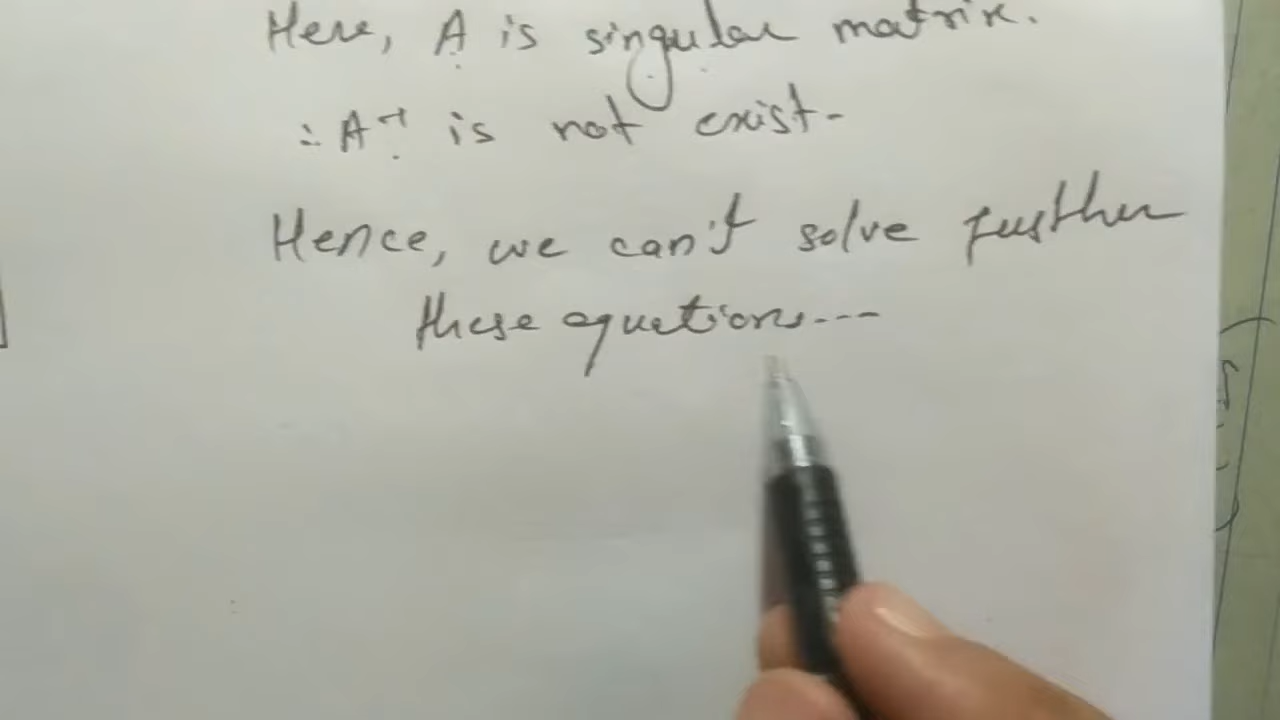 Here, A is singular matrix.
∴ A⁻¹ is not exist.
Hence, we can't solve further
these equations---